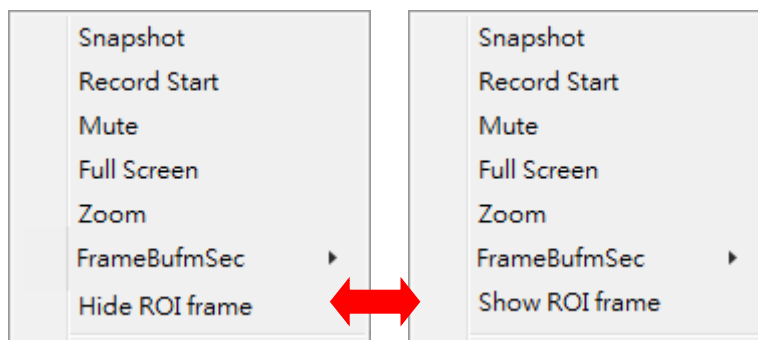 Snapshot
Record Start
Mute
Full Screen
Zoom
FrameBufmSec
Hide ROI frame
Snapshot
Record Start
Mute
Full Screen
Zoom
FrameBufmSec
Show ROI frame